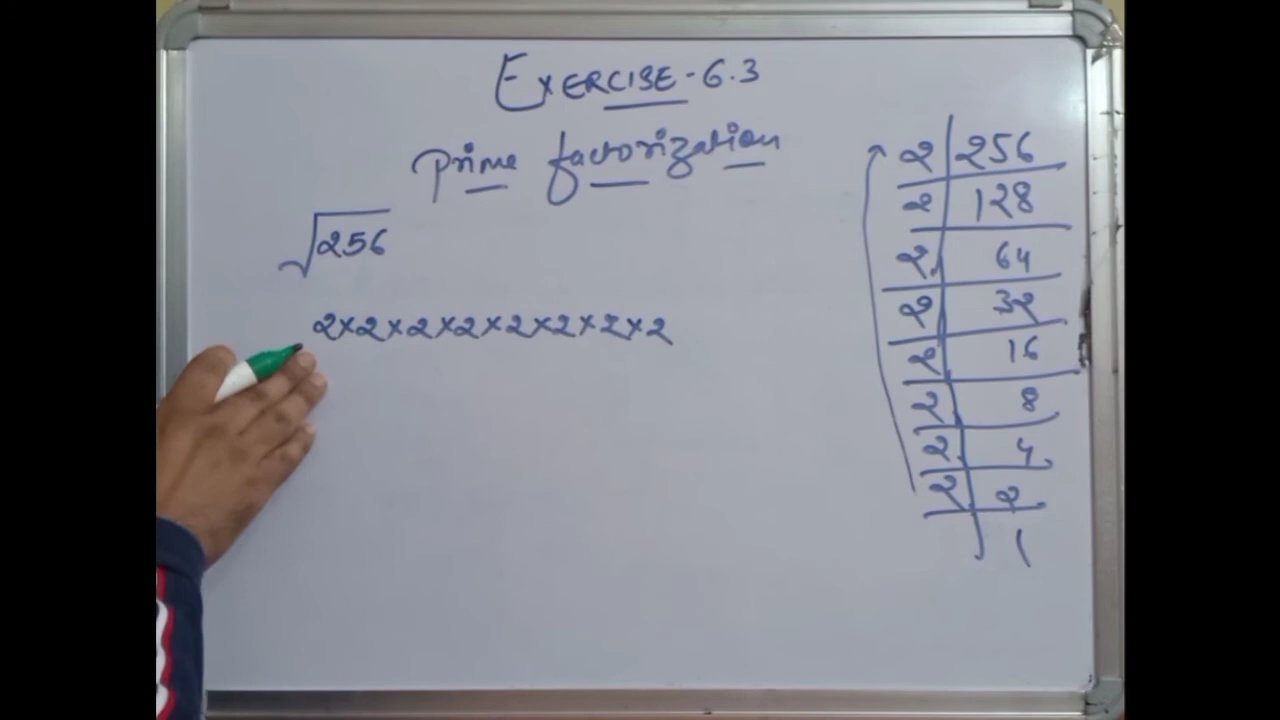 EXERCISE-6.3
Prime factorization
√256
2×2×2×2×2×2×2×2
2 | 256
2 | 128
2 | 64
2 | 32
2 | 16
2 | 8
2 | 4
2 | 2
| 1